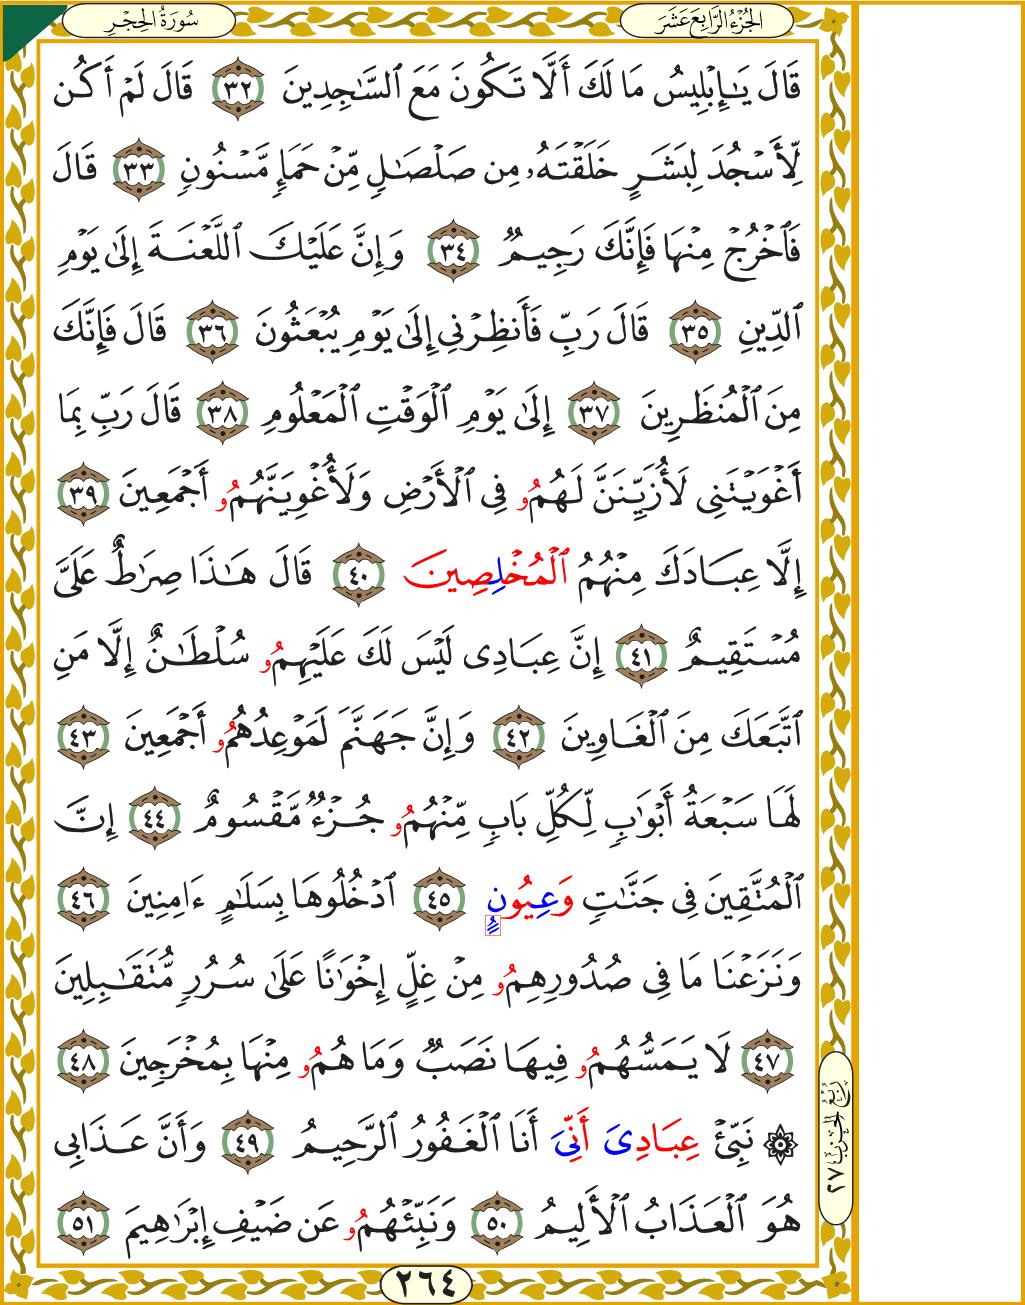 الجُزْءُ الرَّابِعَ عَشَرَ
سُورَةُ الحِجْرِ
قَالَ يَـٰٓإِبْلِيسُ مَا لَكَ أَلَّا تَكُونَ مَعَ ٱلسَّـٰجِدِينَ ٣٢ قَالَ لَمْ أَكُن
لِّأَسْجُدَ لِبَشَرٍ خَلَقْتَهُۥ مِن صَلْصَـٰلٍ مِّنْ حَمَإٍ مَّسْنُونٍ ٣٣ قَالَ
فَٱخْرُجْ مِنْهَا فَإِنَّكَ رَجِيمٌ ٣٤ وَإِنَّ عَلَيْكَ ٱللَّعْنَةَ إِلَىٰ يَوْمِ
ٱلدِّينِ ٣٥ قَالَ رَبِّ فَأَنظِرْنِى إِلَىٰ يَوْمِ يُبْعَثُونَ ٣٦ قَالَ فَإِنَّكَ
مِنَ ٱلْمُنظَرِينَ ٣٧ إِلَىٰ يَوْمِ ٱلْوَقْتِ ٱلْمَعْلُومِ ٣٨ قَالَ رَبِّ بِمَا
أَغْوَيْتَنِى لَأُزَيِّنَنَّ لَهُمُۥ فِى ٱلْأَرْضِ وَلَأُغْوِيَنَّهُمُۥ أَجْمَعِينَ ٣٩
إِلَّا عِبَادَكَ مِنْهُمُ ٱلْمُخْلِصِينَ ٤٠ قَالَ هَـٰذَا صِرَٰطٌ عَلَىَّ
مُسْتَقِيمٌ ٤١ إِنَّ عِبَادِى لَيْسَ لَكَ عَلَيْهِمُۥ سُلْطَـٰنٌ إِلَّا مَنِ
ٱتَّبَعَكَ مِنَ ٱلْغَاوِينَ ٤٢ وَإِنَّ جَهَنَّمَ لَمَوْعِدُهُمُۥ أَجْمَعِينَ ٤٣
لَهَا سَبْعَةُ أَبْوَٰبٍ لِّكُلِّ بَابٍ مِّنْهُمُۥ جُزْءٌ مَّقْسُومٌ ٤٤ إِنَّ
ٱلْمُتَّقِينَ فِى جَنَّـٰتٍ وَعِيُونٍ ٤٥ ٱدْخُلُوهَا بِسَلَـٰمٍ ءَامِنِينَ ٤٦
وَنَزَعْنَا مَا فِى صُدُورِهِمُۥ مِنْ غِلٍّ إِخْوَٰنًا عَلَىٰ سُرُرٍ مُّتَقَـٰبِلِينَ
٤٧ لَا يَمَسُّهُمُۥ فِيهَا نَصَبٌ وَمَا هُمُۥ مِنْهَا بِمُخْرَجِينَ ٤٨
۞ نَبِّئْ عِبَادِىَ أَنِّىَ أَنَا ٱلْغَفُورُ ٱلرَّحِيمُ ٤٩ وَأَنَّ عَذَابِى
هُوَ ٱلْعَذَابُ ٱلْأَلِيمُ ٥٠ وَنَبِّئْهُمُۥ عَن ضَيْفِ إِبْرَٰهِيمَ ٥١
رُبْعُ الحِزْبِ ٢٧
٢٦٤